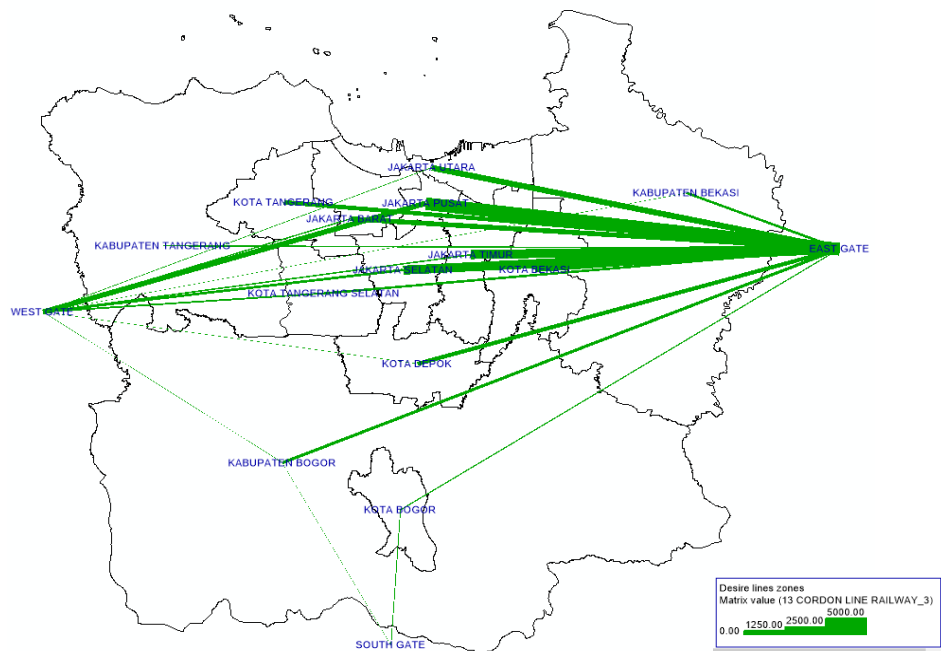 JAKARTA UTARA
KABUPATEN BEKASI
KOTA TANGERANG
JAKARTA PUSAT
JAKARTA BARAT
KABUPATEN TANGERANG
EAST GATE
JAKARTA TIMUR
JAKARTA SELATAN
KOTA BEKASI
KOTA TANGERANG SELATAN
WEST GATE
KOTA DEPOK
KABUPATEN BOGOR
KOTA BOGOR
SOUTH GATE
Desire lines zones
Matrix value (13 CORDON LINE RAILWAY_3)
0.00 1250.00 2500.00 5000.00